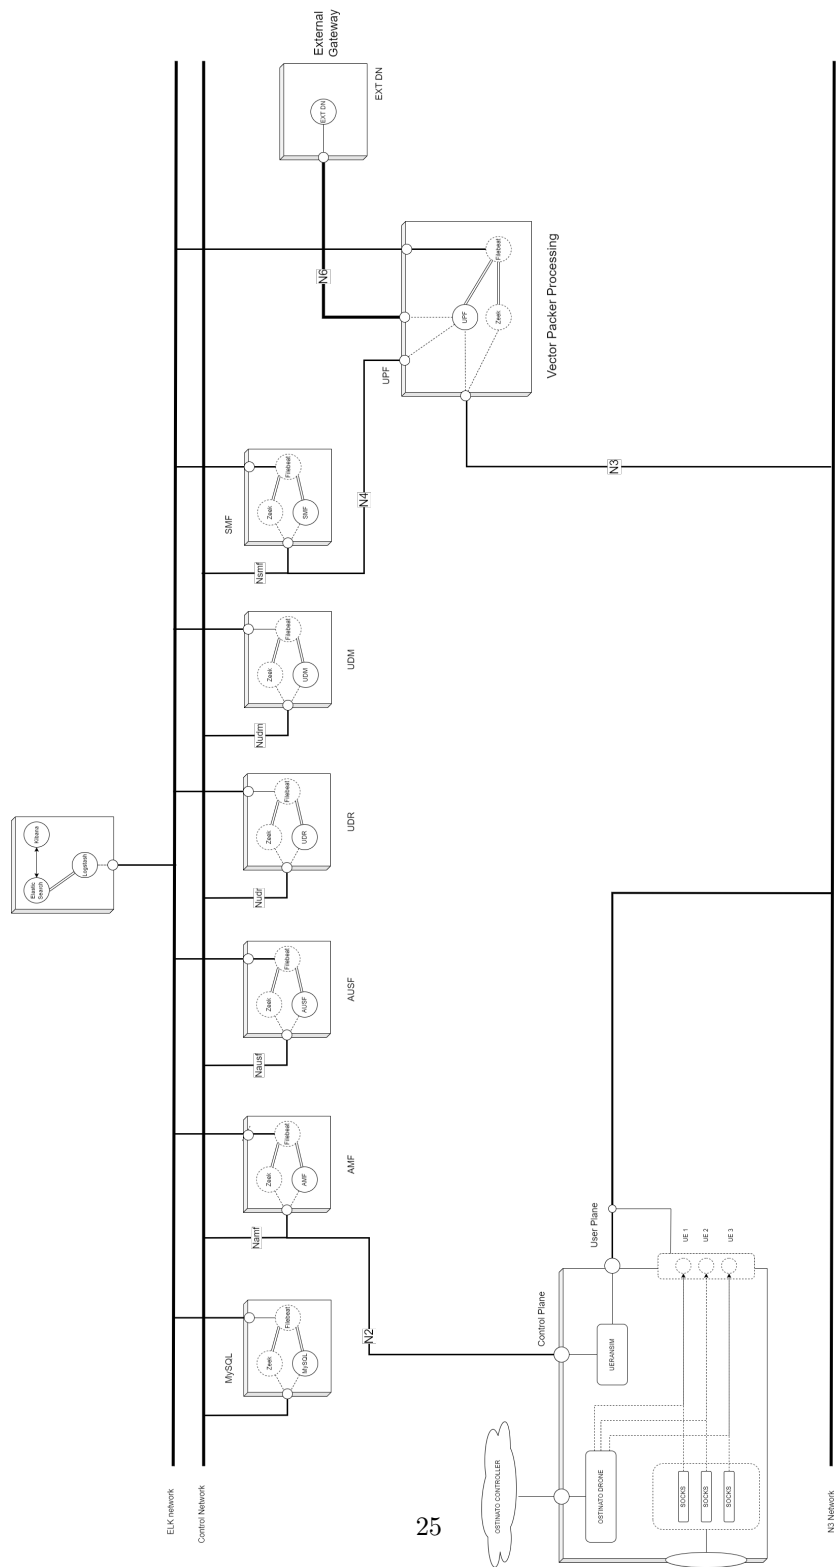 External
Gateway
EXT DN
EXT DN
N6
Filebeat
UPF
Zeek
UPF
Vector Packer Processing
N4
N3
SMF
Filebeat
Zeek
SMF
Nsmf
Filebeat
Zeek
UDM
UDM
Nudm
Filebeat
Zeek
UDR
UDR
Nudr
Kibana
Elastic
Search
Logstash
Filebeat
Zeek
AUSF
AUSF
Nausf
Filebeat
Zeek
AMF
AMF
Namf
N2
Filebeat
Zeek
MySQL
MySQL
ELK network
Control Network
N3 Network
User Plane
Control Plane
UE 1
UE 2
UE 3
UERANSIM
OSTINATO CONTROLLER
OSTINATO DRONE
SOCKS
SOCKS
SOCKS
25